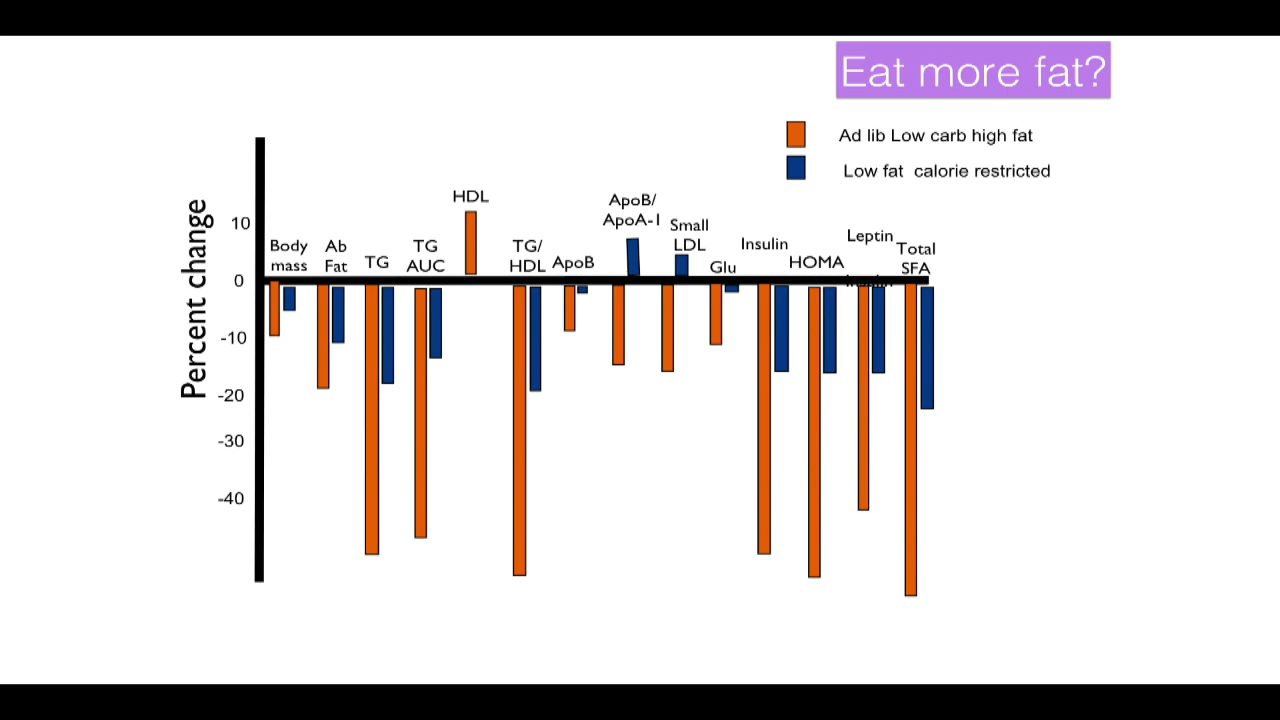 Eat more fat?
Ad lib Low carb high fat
Low fat calorie restricted
Percent change
10
0
-10
-20
-30
-40
Body
mass
Ab
Fat
TG
TG
AUC
HDL
TG/
HDL
ApoB
ApoB/
ApoA-1
Small
LDL
Glu
Insulin
HOMA
Leptin
Insulin
Total
SFA